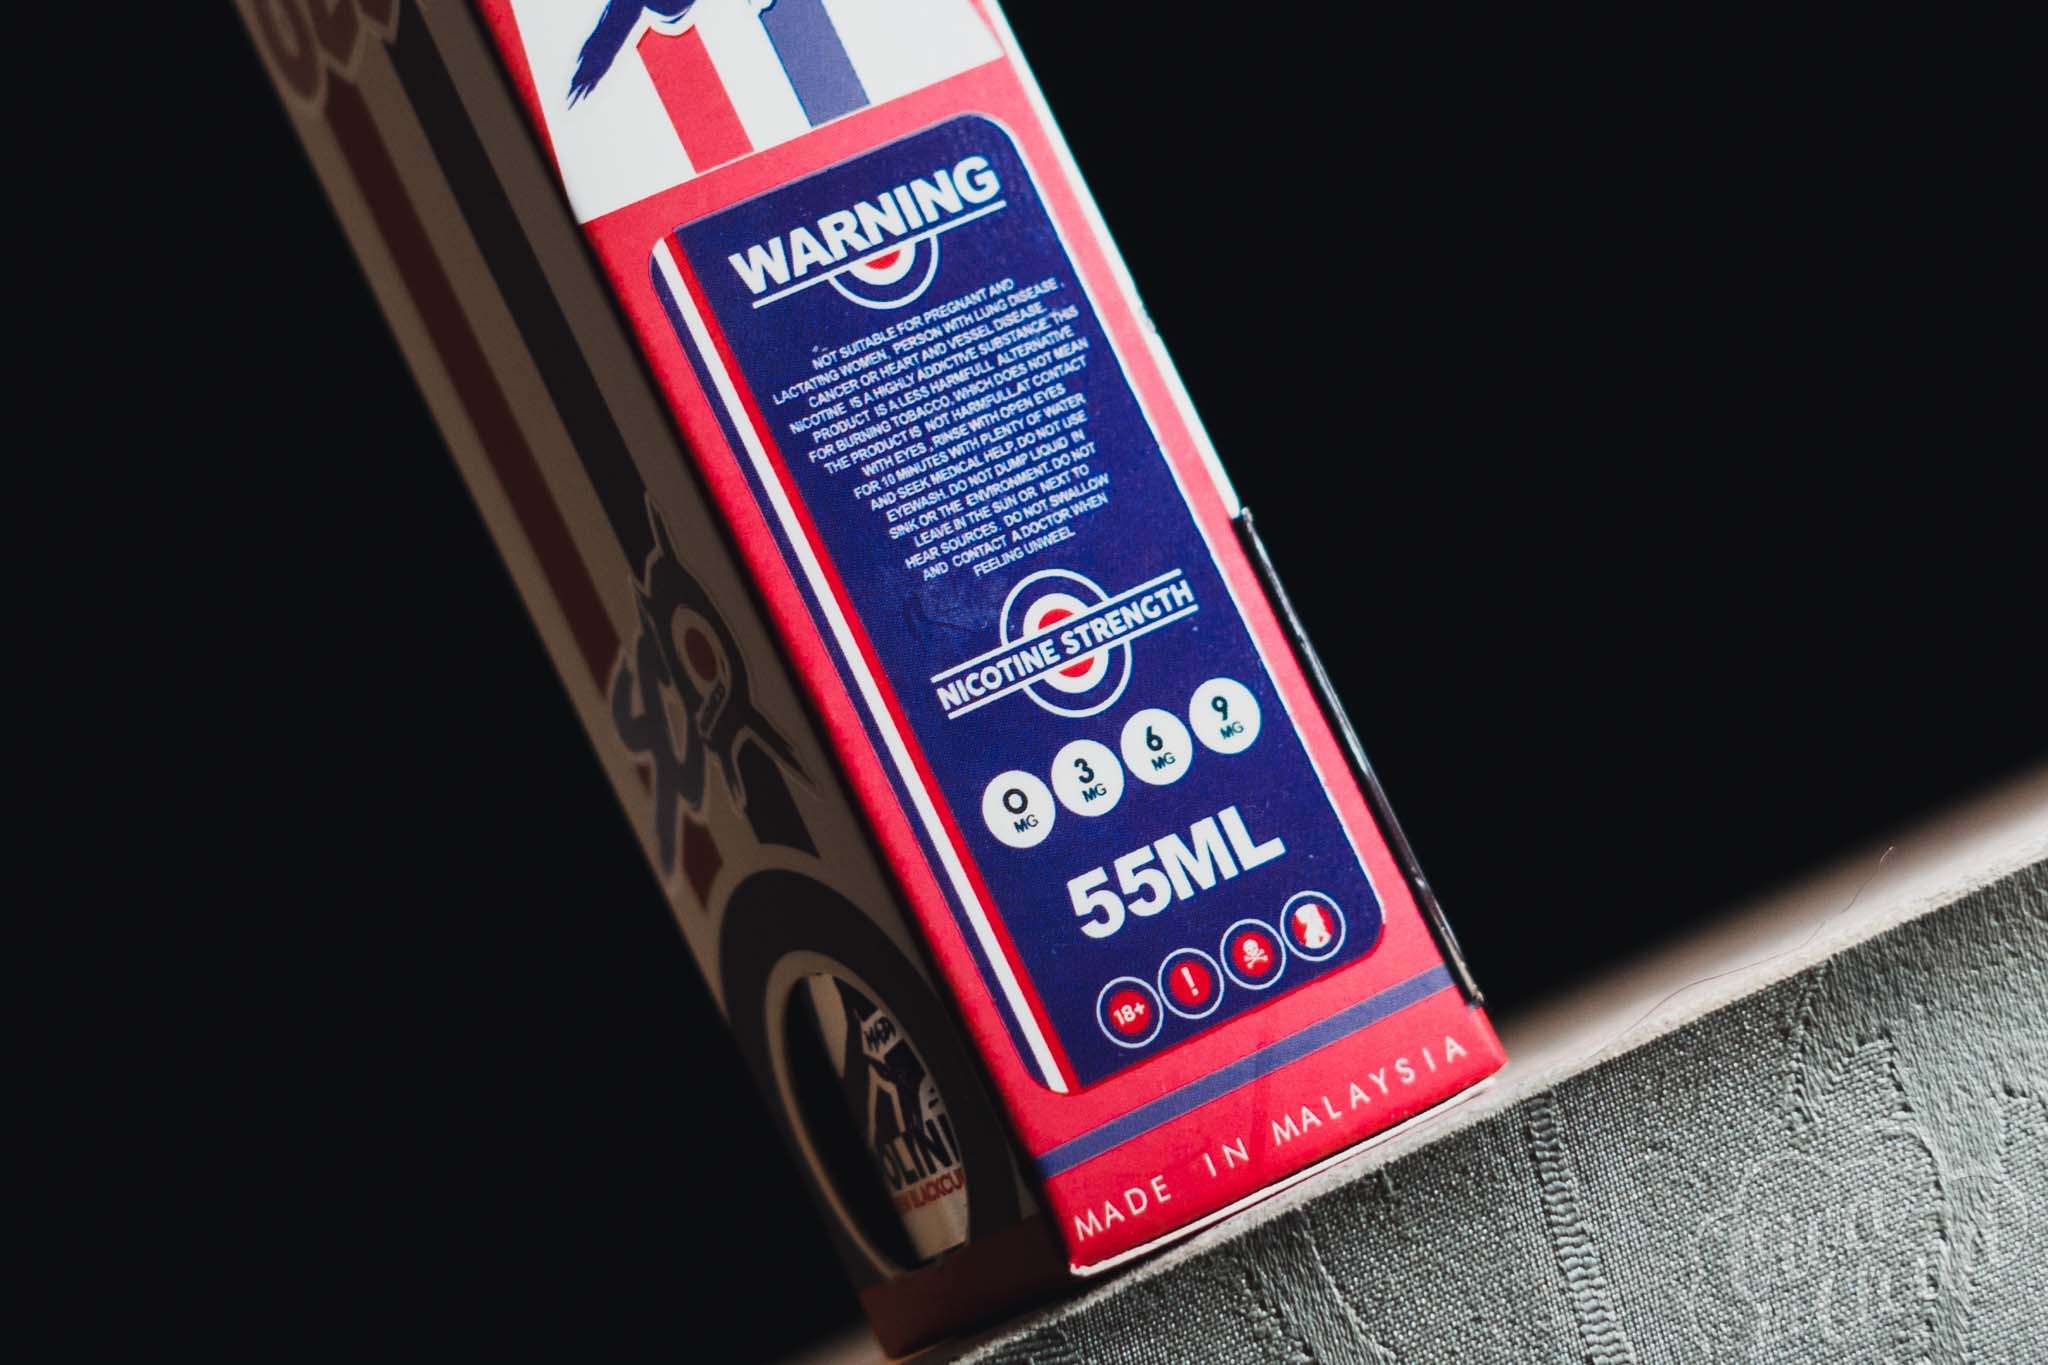 WARNING
NOT SUITABLE FOR PREGNANT AND
LACTATING WOMEN, PERSON WITH LUNG DISEASE ,
CANCER OR HEART AND VESSEL DISEASE
NICOTINE IS A HIGHLY ADDICTIVE SUBSTANCE. THIS
PRODUCT IS A LESS HARMFULL ALTERNATIVE
FOR BURNING TOBACCO, WHICH DOES NOT MEAN
THE PRODUCT IS NOT HARMFULL.AT CONTACT
WITH EYES , RINSE WITH OPEN EYES
FOR 10 MINUTES WITH PLENTY OF WATER
AND SEEK MEDICAL HELP, DO NOT USE
EYEWASH. DO NOT DUMP LIQUID IN
SINK OR THE ENVIRONMENT. DO NOT
LEAVE IN THE SUN OR NEXT TO
HEAR SOURCES. DO NOT SWALLOW
AND CONTACT A DOCTOR WHEN
FEELING UNWEEL
NICOTINE STRENGTH
0 MG 3 MG 6 MG 9 MG
55ML
18+ !
MADE IN MALAYSIA